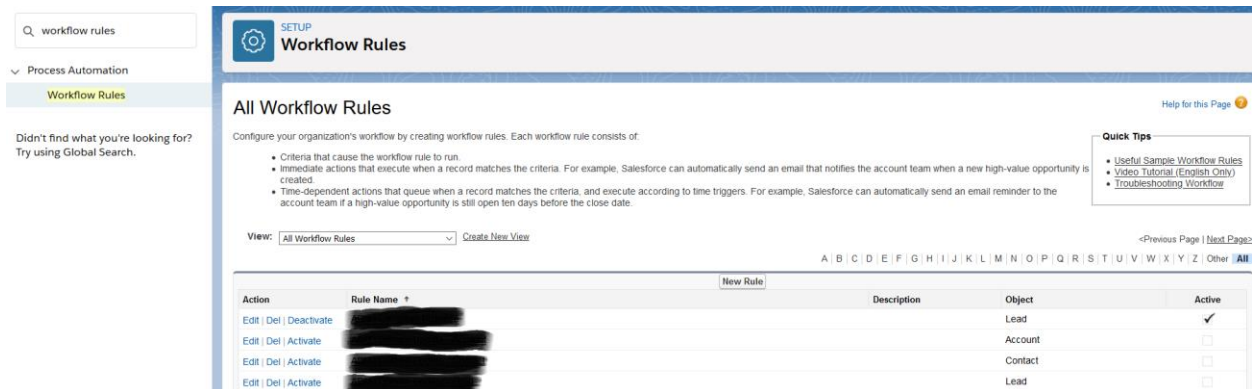 workflow rules
Process Automation
Workflow Rules
Didn't find what you're looking for?
Try using Global Search.
SETUP
Workflow Rules
All Workflow Rules
Help for this Page
Configure your organization's workflow by creating workflow rules. Each workflow rule consists of:
• Criteria that cause the workflow rule to run.
• Immediate actions that execute when a record matches the criteria. For example, Salesforce can automatically send an email that notifies the account team when a new high-value opportunity is
created.
• Time-dependent actions that queue when a record matches the criteria, and execute according to time triggers. For example, Salesforce can automatically send an email reminder to the
account team if a high-value opportunity is still open ten days before the close date.
Quick Tips
• Useful Sample Workflow Rules
• Video Tutorial (English Only)
• Troubleshooting Workflow
View: All Workflow Rules Create New View
<Previous Page | Next Page>
A | B | C | D | E | F | G | H | I | J | K | L | M | N | O | P | Q | R | S | T | U | V | W | X | Y | Z | Other All
New Rule
Action Rule Name ↑ Description Object Active
Edit | Del | Deactivate Lead ✓
Edit | Del | Activate Account
Edit | Del | Activate Contact
Edit | Del | Activate Lead